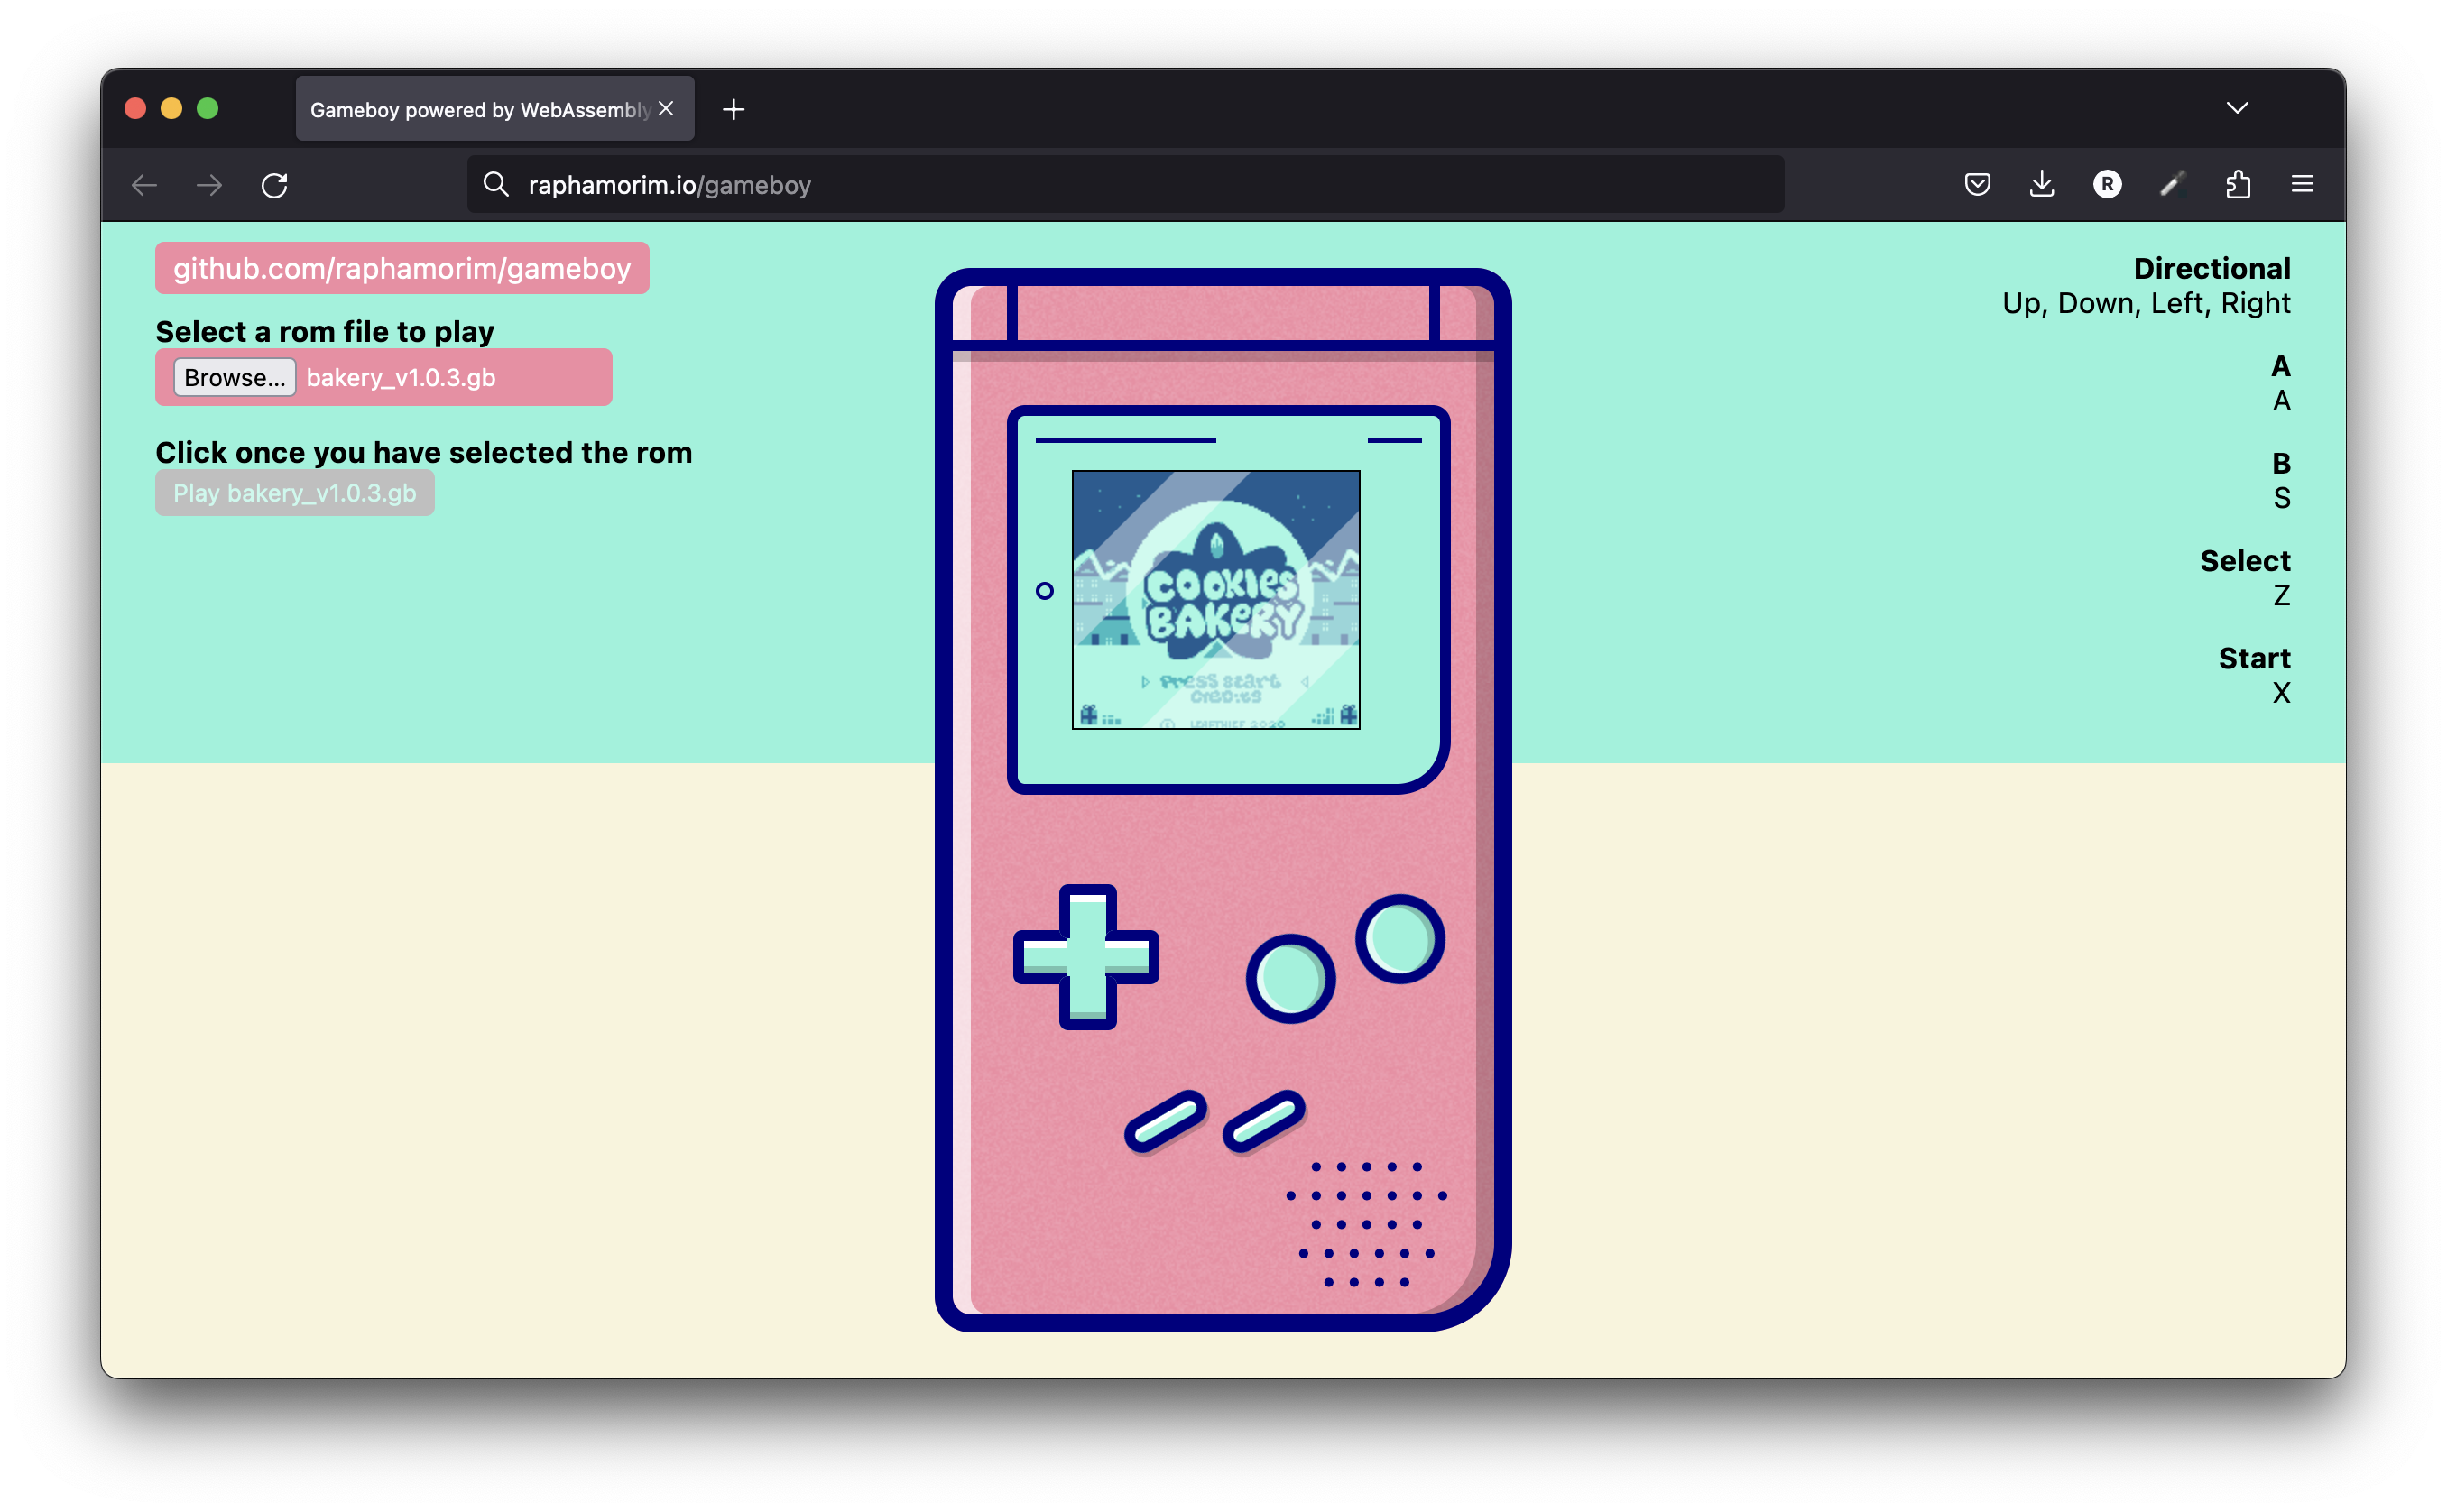 Gameboy powered by WebAssembly
raphamorim.io/gameboy
R
github.com/raphamorim/gameboy
Select a rom file to play
Browse... bakery_v1.0.3.gb
Click once you have selected the rom
Play bakery_v1.0.3.gb
COOKIES
BAKERY
Press start
Credits
2020
Directional
Up, Down, Left, Right
A
A
B
S
Select
Z
Start
X